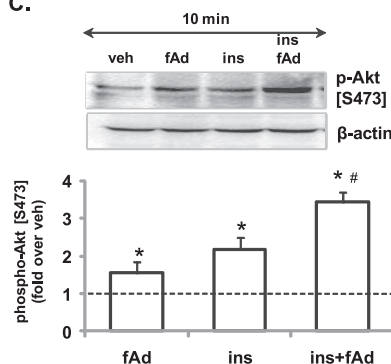 C.
10 min
veh fAd ins ins fAd
p-Akt [S473]
β-actin
phospho-Akt [S473]
(fold over veh)
4
3
2
1
0
* * * #
fAd ins ins+fAd